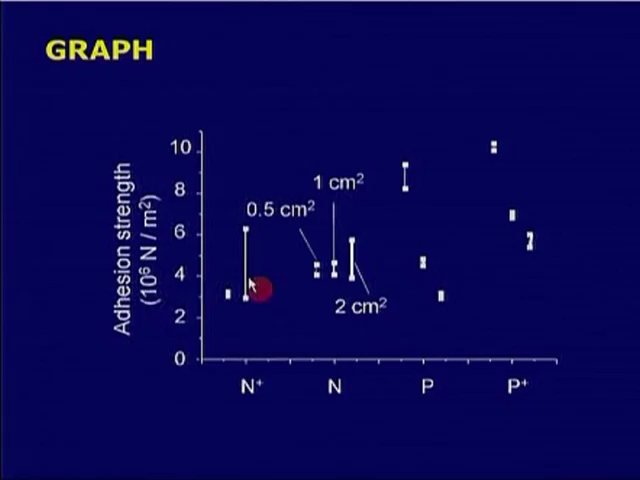 GRAPH
Adhesion strength
(10⁶ N / m²)
10
8
6
4
2
0
1 cm²
0.5 cm²
2 cm²
N⁺ N P P⁺